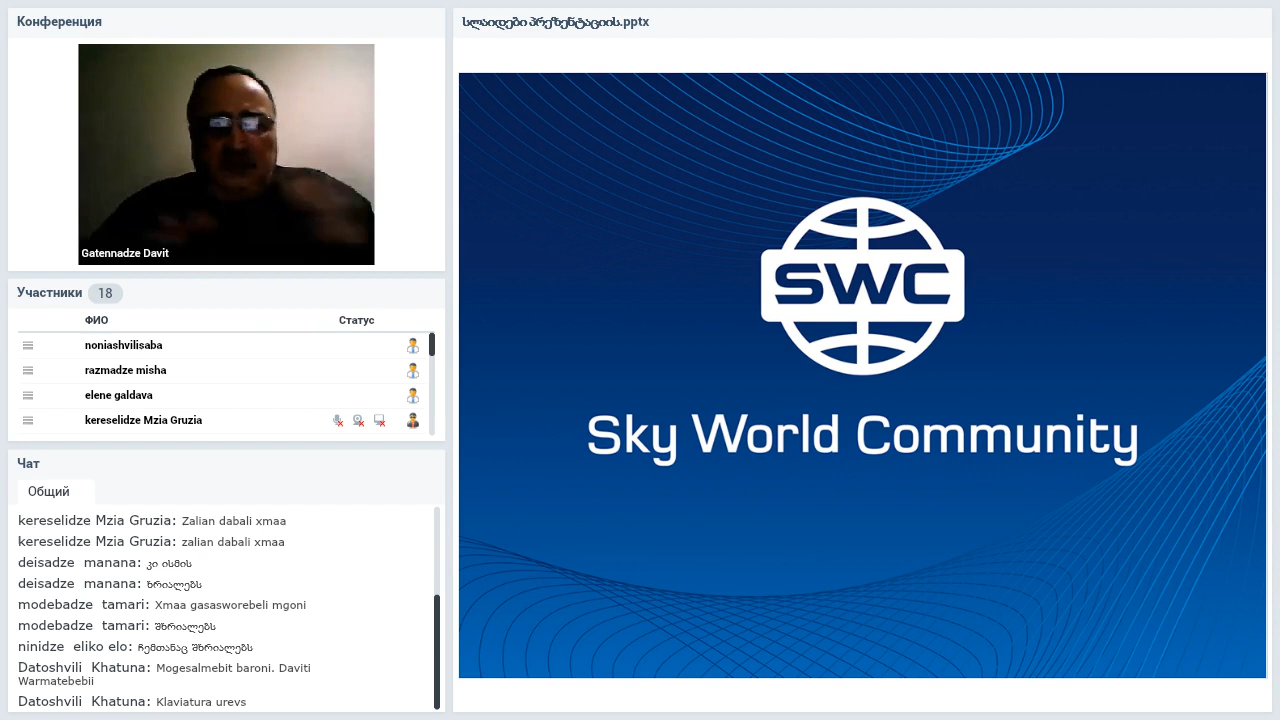 Конференция
Gatennadze Davit
Участники 18
ФИО Статус
noniashvilisaba
razmadze misha
elene galdava
kereselidze Mzia Gruzia
Чат
Общий
kereselidze Mzia Gruzia: Zalian dabali xmaa
kereselidze Mzia Gruzia: zalian dabali xmaa
deisadze manana: კი ისმის
deisadze manana: ხრიალებს
modebadze tamari: Xmaa gasasworebeli mgoni
modebadze tamari: შხრიალებს
ninidze eliko elo: ჩემთანაც შხრიალებს
Datoshvili Khatuna: Mogesalmebit baroni. Daviti
Warmatebebii
Datoshvili Khatuna: Klaviatura urevs
სლაიდები პრეზენტაციის.pptx
SWC
Sky World Community